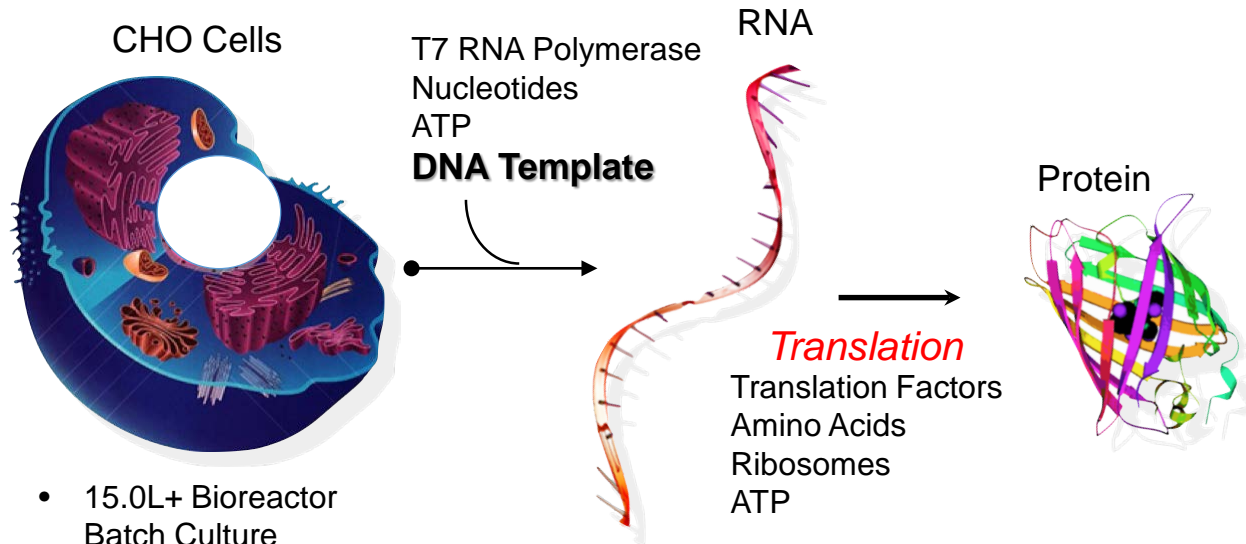 CHO Cells
T7 RNA Polymerase
Nucleotides
ATP
DNA Template
RNA
Protein
Translation
Translation Factors
Amino Acids
Ribosomes
ATP
• 15.0L+ Bioreactor
Batch Culture